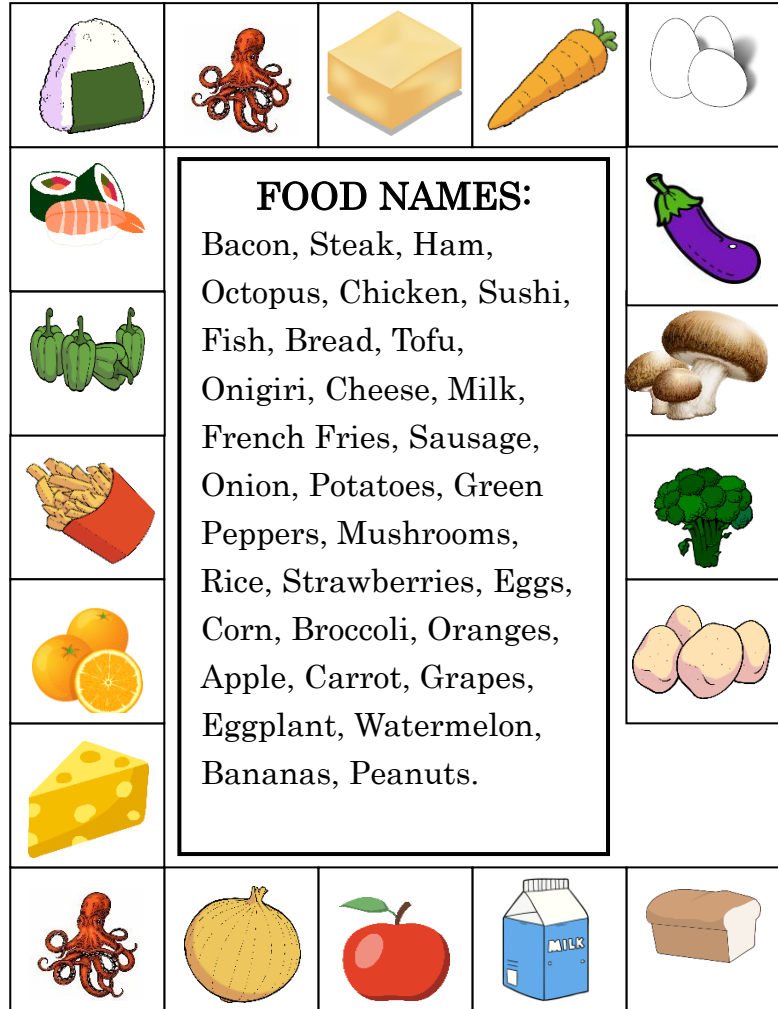 FOOD NAMES:
Bacon, Steak, Ham,
Octopus, Chicken, Sushi,
Fish, Bread, Tofu,
Onigiri, Cheese, Milk,
French Fries, Sausage,
Onion, Potatoes, Green
Peppers, Mushrooms,
Rice, Strawberries, Eggs,
Corn, Broccoli, Oranges,
Apple, Carrot, Grapes,
Eggplant, Watermelon,
Bananas, Peanuts.
MILK